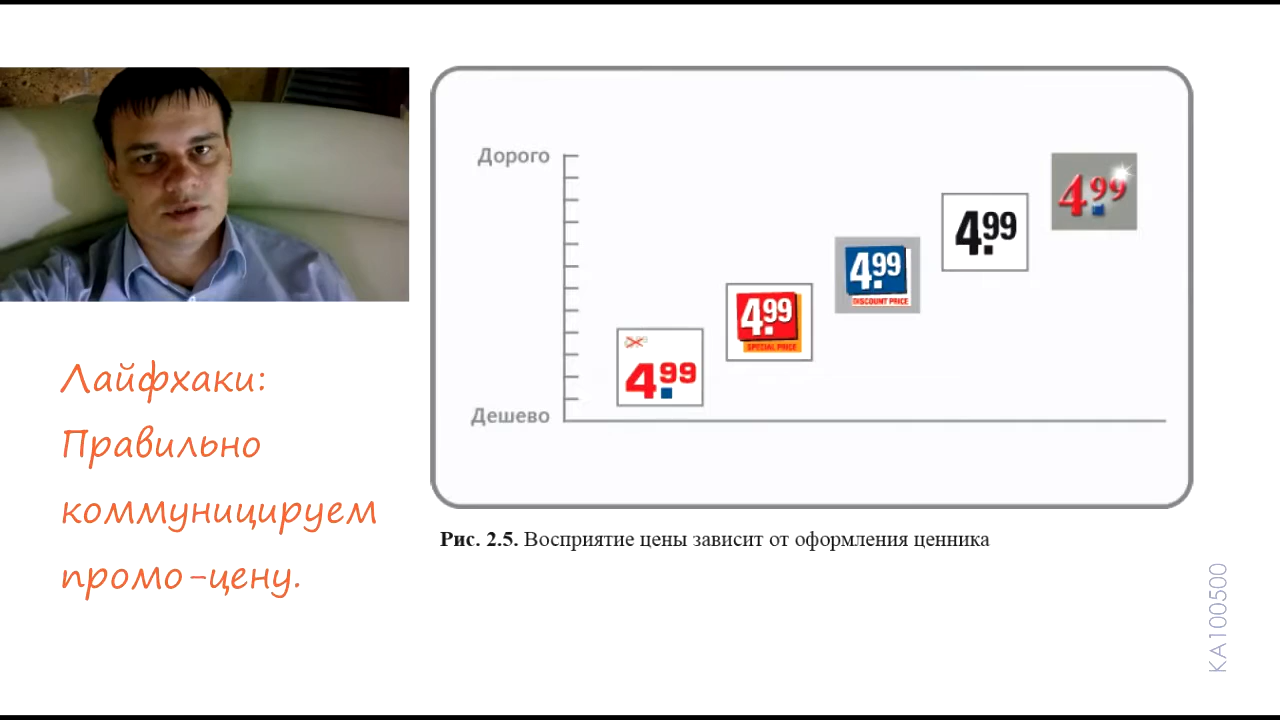 Лайфхаки:
Правильно
коммуницируем
промо-цену.
Дорого
Дешево
4.99
4.99
SPECIAL PRICE
4.99
DISCOUNT PRICE
4.99
4.99
Рис. 2.5. Восприятие цены зависит от оформления ценника
KA100500